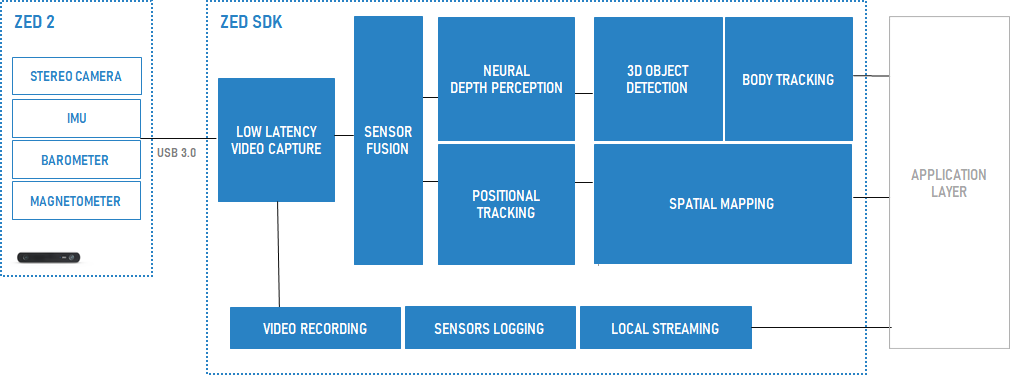 ZED 2
STEREO CAMERA
IMU
BAROMETER
MAGNETOMETER
USB 3.0
ZED SDK
LOW LATENCY
VIDEO CAPTURE
SENSOR
FUSION
NEURAL
DEPTH PERCEPTION
POSITIONAL
TRACKING
3D OBJECT
DETECTION
BODY TRACKING
SPATIAL MAPPING
VIDEO RECORDING
SENSORS LOGGING
LOCAL STREAMING
APPLICATION
LAYER